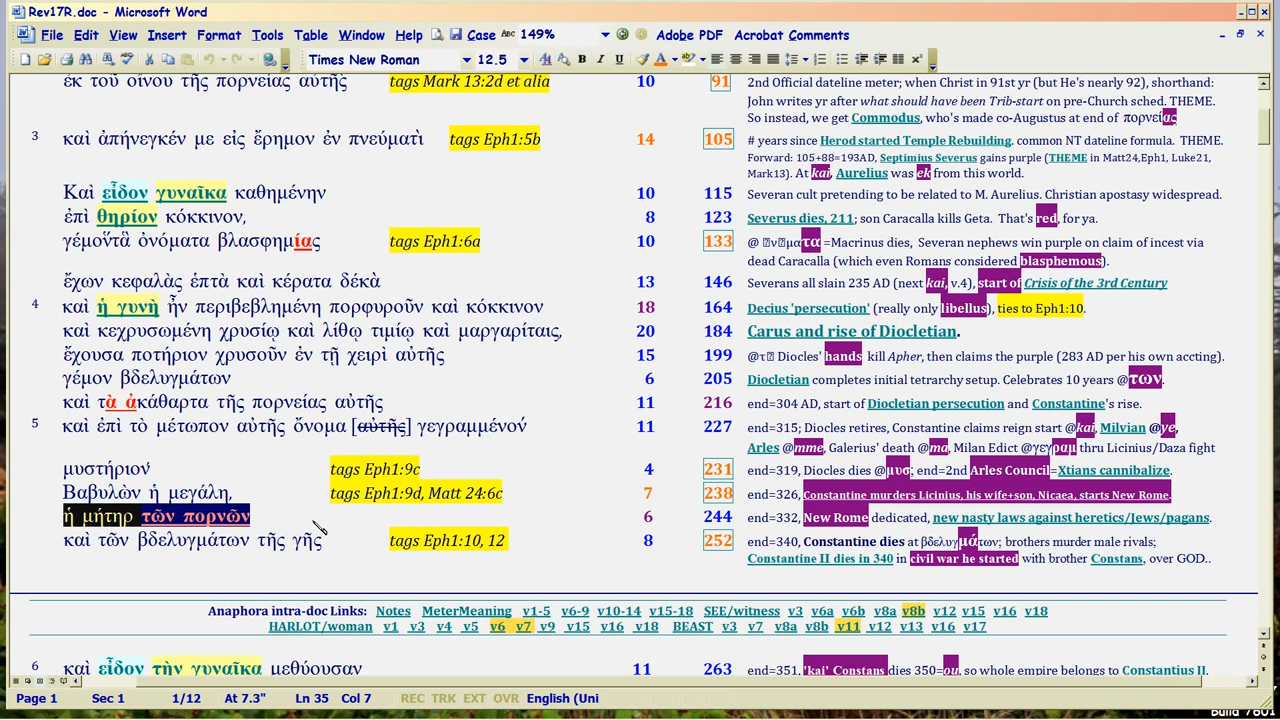 Rev17R.doc - Microsoft Word
File Edit View Insert Format Tools Table Window Help Case ABC 149% Adobe PDF Acrobat Comments
Times New Roman 12.5 B I U
ἐκ τοῦ οἴνου τῆς πορνείας αὐτῆς tags Mark 13:2d et alia 10 91 2nd Official dateline meter; when Christ in 91st yr (but He's nearly 92), shorthand:
John writes yr after what should have been Trib-start on pre-Church sched. THEME.
So instead, we get Commodus, who's made co-Augustus at end of πορνείας
3 καὶ ἀπήνεγκέν με εἰς ἔρημον ἐν πνεύματι tags Eph1:5b 14 105 # years since Herod started Temple Rebuilding. common NT dateline formula. THEME.
Forward: 105+88=193AD, Septimius Severus gains purple (THEME in Matt24,Eph1, Luke21,
Mark13). At kai, Aurelius was ek from this world.
Καὶ εἶδον γυναῖκα καθημένην 10 115 Severan cult pretending to be related to M. Aurelius. Christian apostasy widespread.
ἐπὶ θηρίον κόκκινον, 8 123 Severus dies, 211; son Caracalla kills Geta. That's red, for ya.
γέμοντὰ ὀνόματα βλασφημίας tags Eph1:6a 10 133 @ νματα =Macrinus dies, Severan nephews win purple on claim of incest via
dead Caracalla (which even Romans considered blasphemous).
ἔχων κεφαλὰς ἑπτὰ καὶ κέρατα δέκὰ 13 146 Severans all slain 235 AD (next kai, v.4), start of Crisis of the 3rd Century
4 καὶ ἡ γυνὴ ἦν περιβεβλημένη πορφυροῦν καὶ κόκκινον 18 164 Decius 'persecution' (really only libellus), ties to Eph1:10.
καὶ κεχρυσωμένη χρυσίῳ καὶ λίθῳ τιμίῳ καὶ μαργαρίταις, 20 184 Carus and rise of Diocletian.
ἔχουσα ποτήριον χρυσοῦν ἐν τῇ χειρὶ αὐτῆς 15 199 @τ Diocles' hands kill Apher, then claims the purple (283 AD per his own accting).
γέμον βδελυγμάτων 6 205 Diocletian completes initial tetrarchy setup. Celebrates 10 years @των.
καὶ τὰ ἀκάθαρτα τῆς πορνείας αὐτῆς 11 216 end=304 AD, start of Diocletian persecution and Constantine's rise.
5 καὶ ἐπὶ τὸ μέτωπον αὐτῆς ὄνομα [αὐτῆς] γεγραμμένον 11 227 end=315; Diocles retires, Constantine claims reign start @kai, Milvian @ye,
Arles @mme, Galerius' death @ma, Milan Edict @γεγραμ thru Licinius/Daza fight
μυστήριον tags Eph1:9c 4 231 end=319, Diocles dies @μυσ; end=2nd Arles Council=Xtians cannibalize.
Βαβυλὼν ἡ μεγάλη, tags Eph1:9d, Matt 24:6c 7 238 end=326, Constantine murders Licinius, his wife+son, Nicaea, starts New Rome.
ἡ μήτηρ τῶν πορνῶν 6 244 end=332, New Rome dedicated, new nasty laws against heretics/Jews/pagans.
καὶ τῶν βδελυγμάτων τῆς γῆς tags Eph1:10, 12 8 252 end=340, Constantine dies at βδελυγμάτων; brothers murder male rivals;
Constantine II dies in 340 in civil war he started with brother Constans, over GOD..
Anaphora intra-doc Links: Notes MeterMeaning v1-5 v6-9 v10-14 v15-18 SEE/witness v3 v6a v6b v8a v8b v12 v15 v16 v18
HARLOT/woman v1 v3 v4 v5 v6 v7 v9 v15 v16 v18 BEAST v3 v7 v8a v8b v11 v12 v13 v16 v17
6 καὶ εἶδον τὴν γυναῖκα μεθύουσαν 11 263 end=351, 'kai' Constans dies 350=ou, so whole empire belongs to Constantius II.
Page 1 Sec 1 1/12 At 7.3" Ln 35 Col 7 REC TRK EXT OVR English (Uni
Build 7601